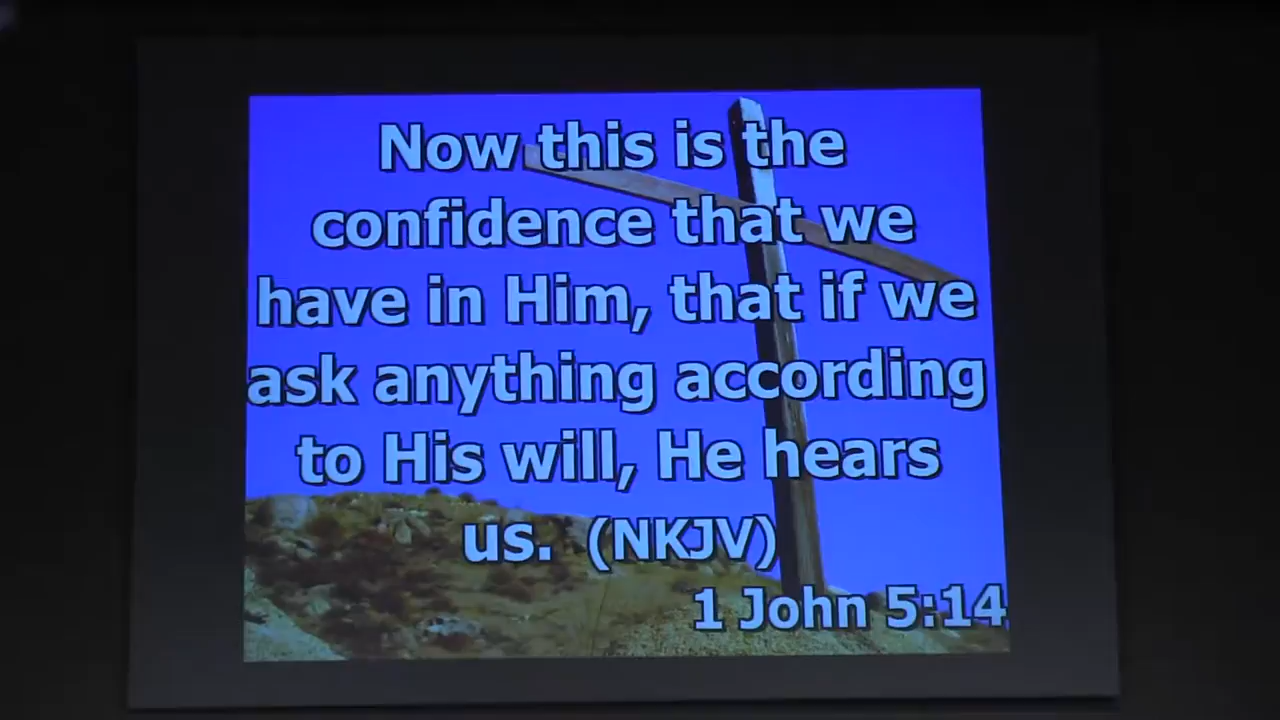 Now this is the
confidence that we
have in Him, that if we
ask anything according
to His will, He hears
us. (NKJV)
1 John 5:14